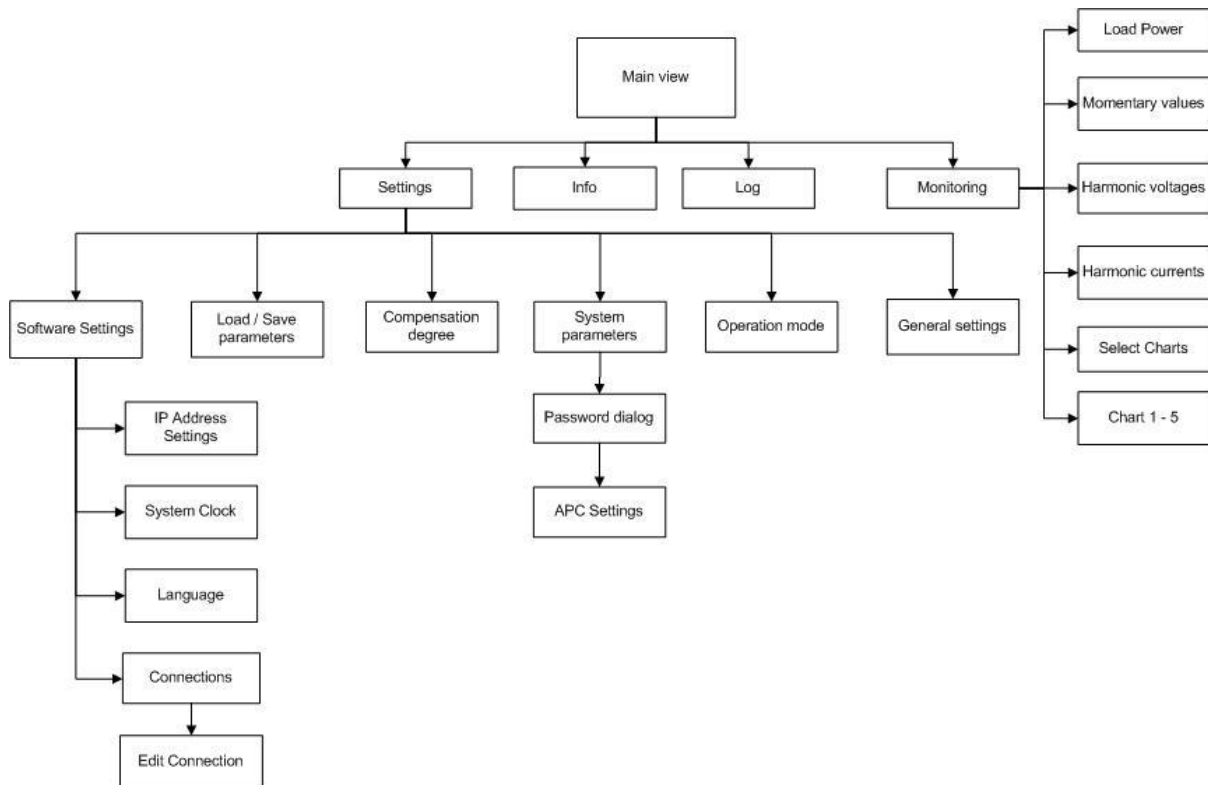 Load Power
Main view
Momentary values
Settings
Info
Log
Monitoring
Harmonic voltages
Harmonic currents
Software Settings
Load / Save
parameters
Compensation
degree
System
parameters
Operation mode
General settings
Select Charts
IP Address
Settings
Password dialog
Chart 1 - 5
System Clock
APC Settings
Language
Connections
Edit Connection